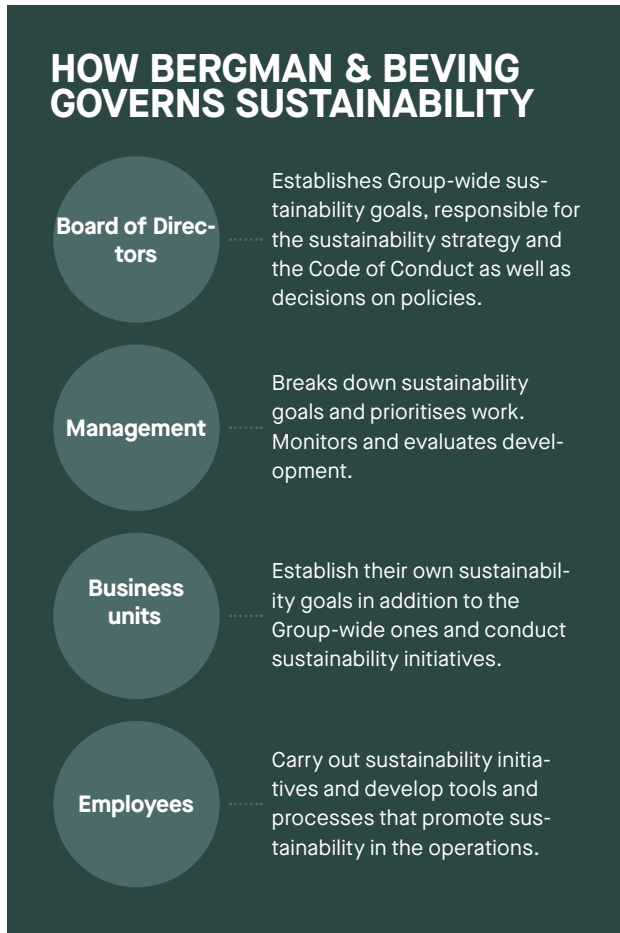 HOW BERGMAN & BEVING
GOVERNS SUSTAINABILITY
Board of Direc-
tors
Establishes Group-wide sus-
tainability goals, responsible for
the sustainability strategy and
the Code of Conduct as well as
decisions on policies.
Management
Breaks down sustainability
goals and prioritises work.
Monitors and evaluates devel-
opment.
Business
units
Establish their own sustainabil-
ity goals in addition to the
Group-wide ones and conduct
sustainability initiatives.
Employees
Carry out sustainability initia-
tives and develop tools and
processes that promote sus-
tainability in the operations.